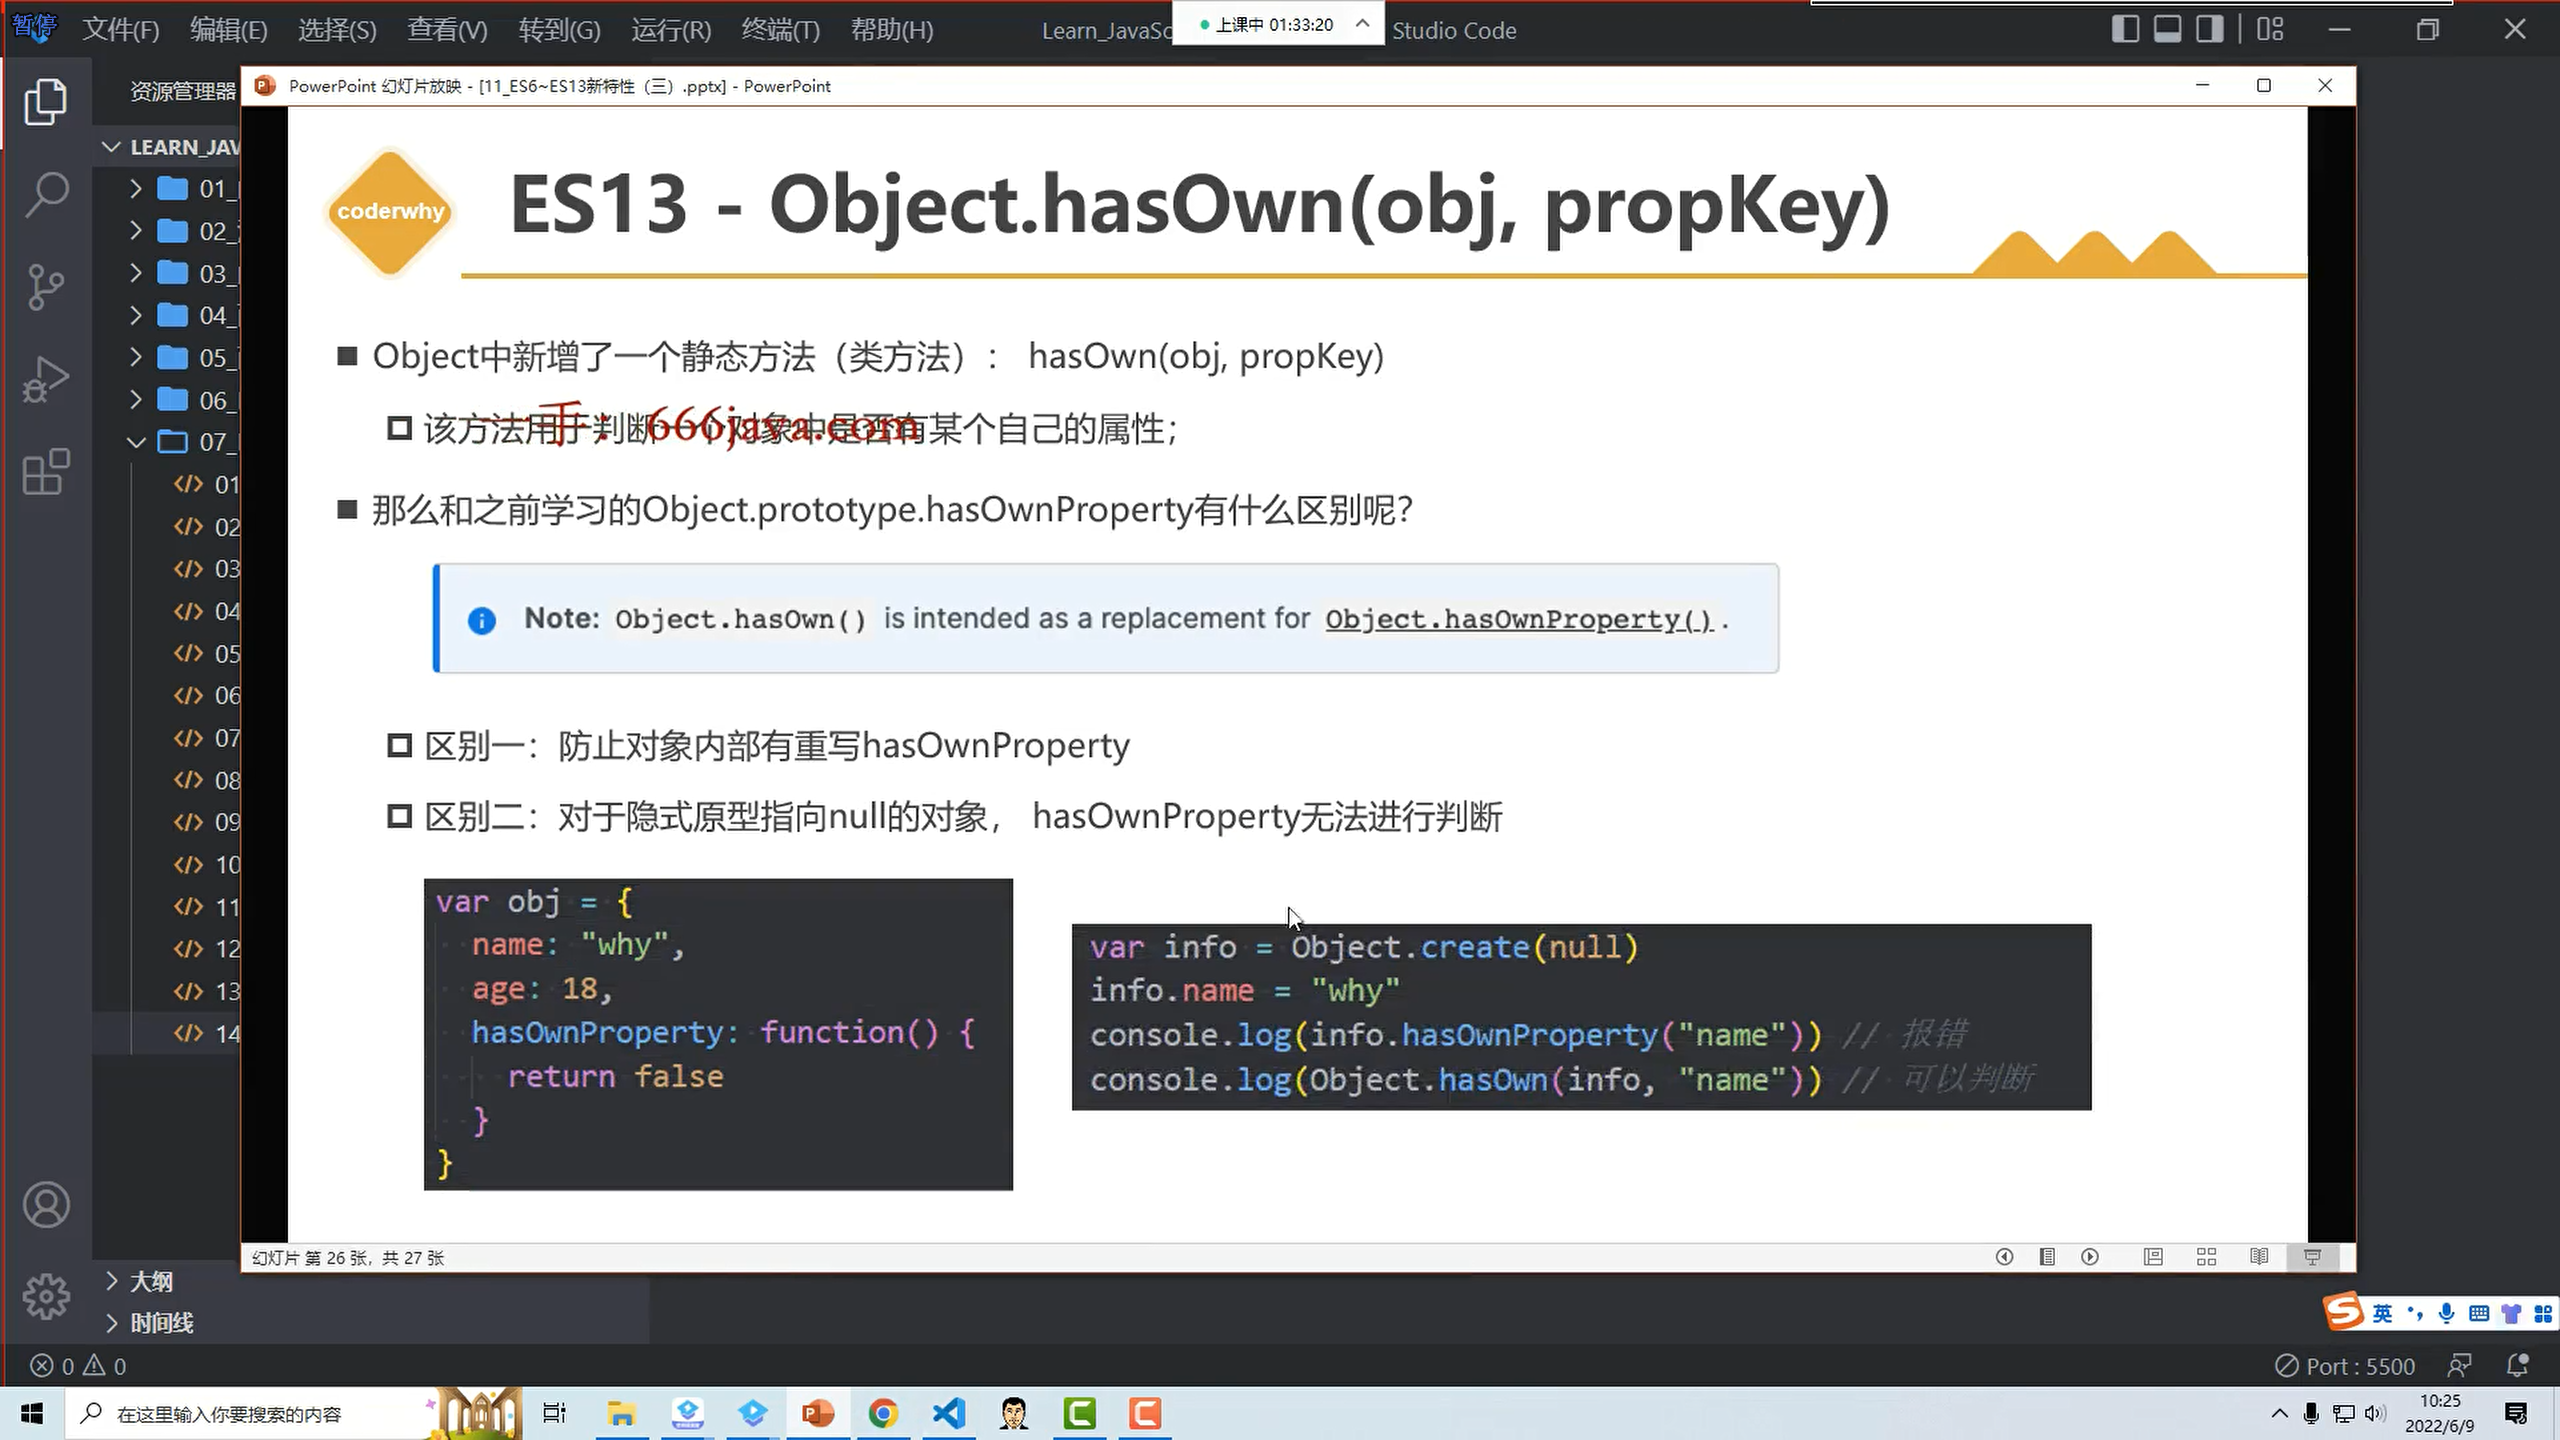 暂停
文件(F) 编辑(E) 选择(S) 查看(V) 转到(G) 运行(R) 终端(T) 帮助(H) Learn_JavaSc Studio Code
上课中 01:33:20
资源管理器
PowerPoint 幻灯片放映 - [11_ES6~ES13新特性（三）.pptx] - PowerPoint
LEARN_JAV
01_
02_
03_
04_
05_
06_
07_
01
02
03
04
05
06
07
08
09
10
11
12
13
14
大纲
时间线
coderwhy
ES13 - Object.hasOwn(obj, propKey)
Object中新增了一个静态方法（类方法）： hasOwn(obj, propKey)
该方法用于判断一个对象中是否有某个自己的属性；
一手：666java.com
那么和之前学习的Object.prototype.hasOwnProperty有什么区别呢？
Note: Object.hasOwn() is intended as a replacement for Object.hasOwnProperty().
区别一：防止对象内部有重写hasOwnProperty
区别二：对于隐式原型指向null的对象， hasOwnProperty无法进行判断
var obj = {
name: "why",
age: 18,
hasOwnProperty: function() {
return false
}
}
var info = Object.create(null)
info.name = "why"
console.log(info.hasOwnProperty("name")) // 报错
console.log(Object.hasOwn(info, "name")) // 可以判断
幻灯片 第 26 张，共 27 张
英
0 0
Port : 5500
在这里输入你要搜索的内容
10:25
2022/6/9